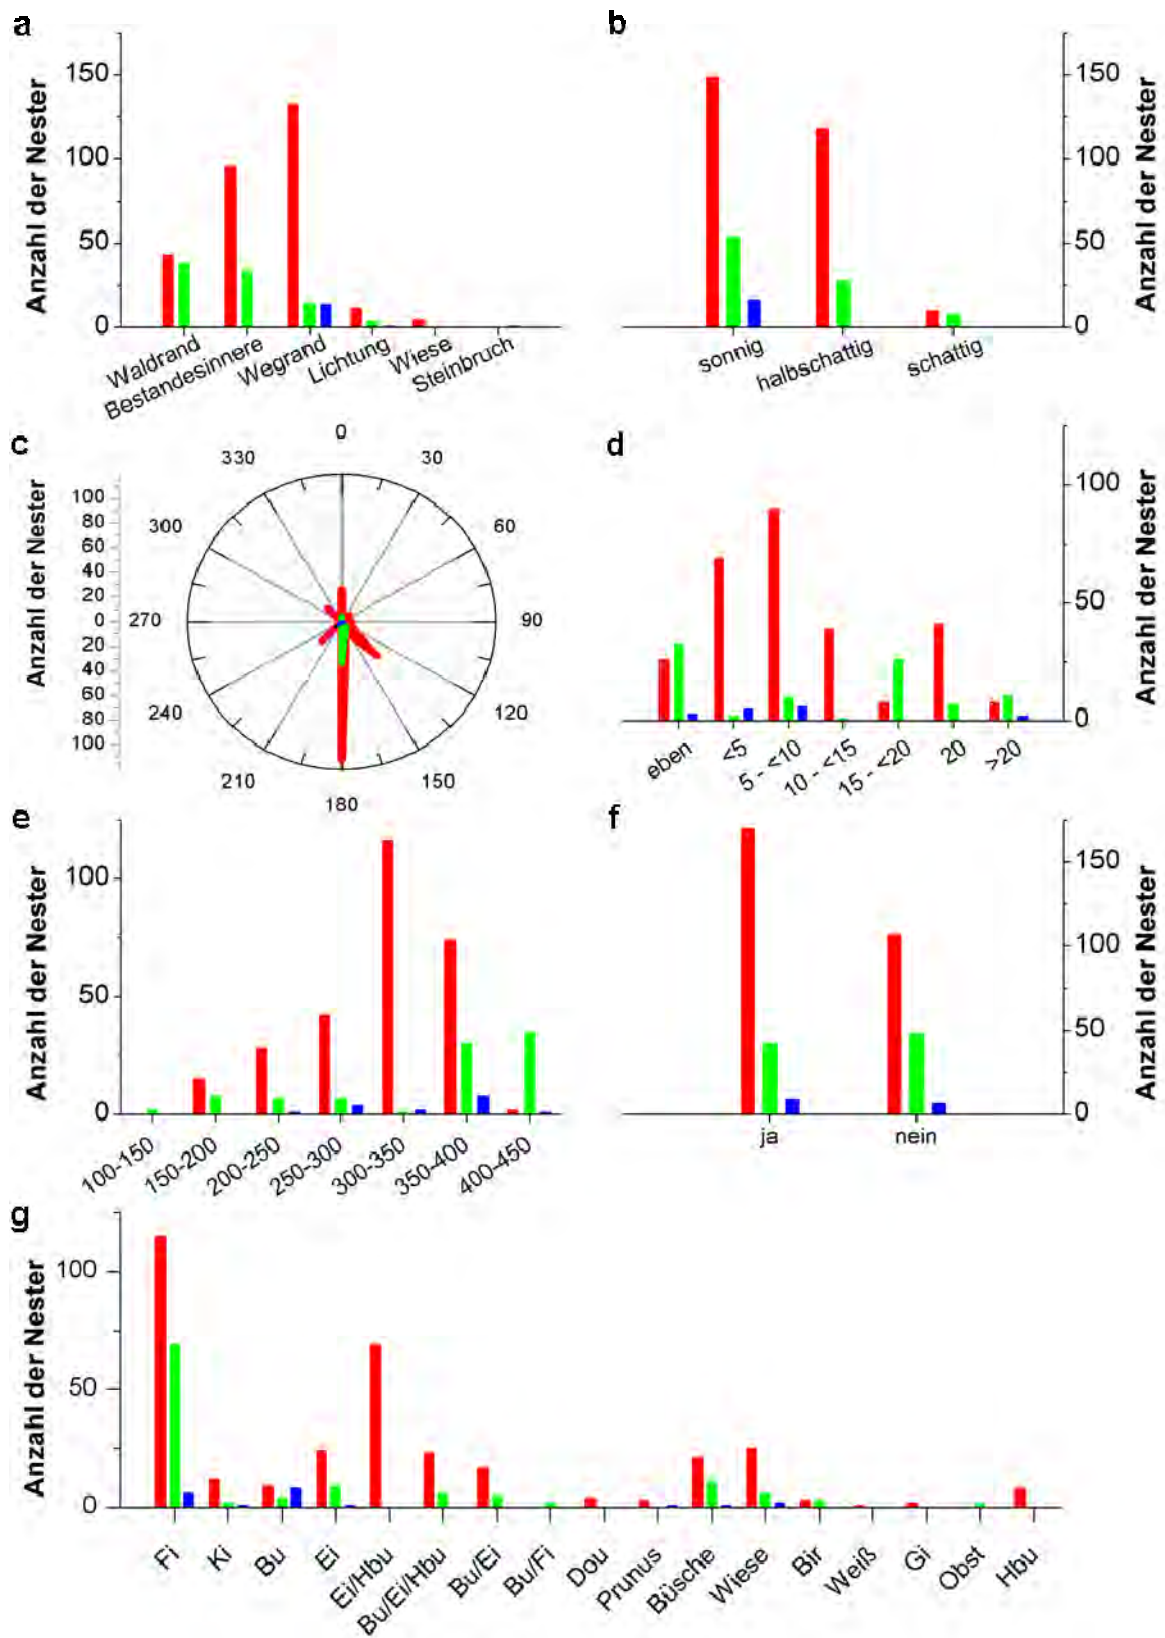 a
Anzahl der Nester
150
100
50
0
Waldrand
Bestandesinnere
Wegrand
Lichtung
Wiese
Steinbruch
b
Anzahl der Nester
150
100
50
0
sonnig
halbschattig
schattig
c
Anzahl der Nester
100
80
60
40
20
0
20
40
60
80
100
0
30
60
90
120
150
180
210
240
270
300
330
d
Anzahl der Nester
100
50
0
eben
<5
5 - <10
10 - <15
15 - <20
20
>20
e
Anzahl der Nester
100
50
0
100-150
150-200
200-250
250-300
300-350
350-400
400-450
f
Anzahl der Nester
150
100
50
0
ja
nein
g
Anzahl der Nester
100
50
0
Fi
Ki
Bu
Ei
Ei/Hbu
Bu/Ei/Hbu
Bu/Ei
Bu/Fi
Dou
Prunus
Büsche
Wiese
Bir
Weiß
Gi
Obst
Hbu